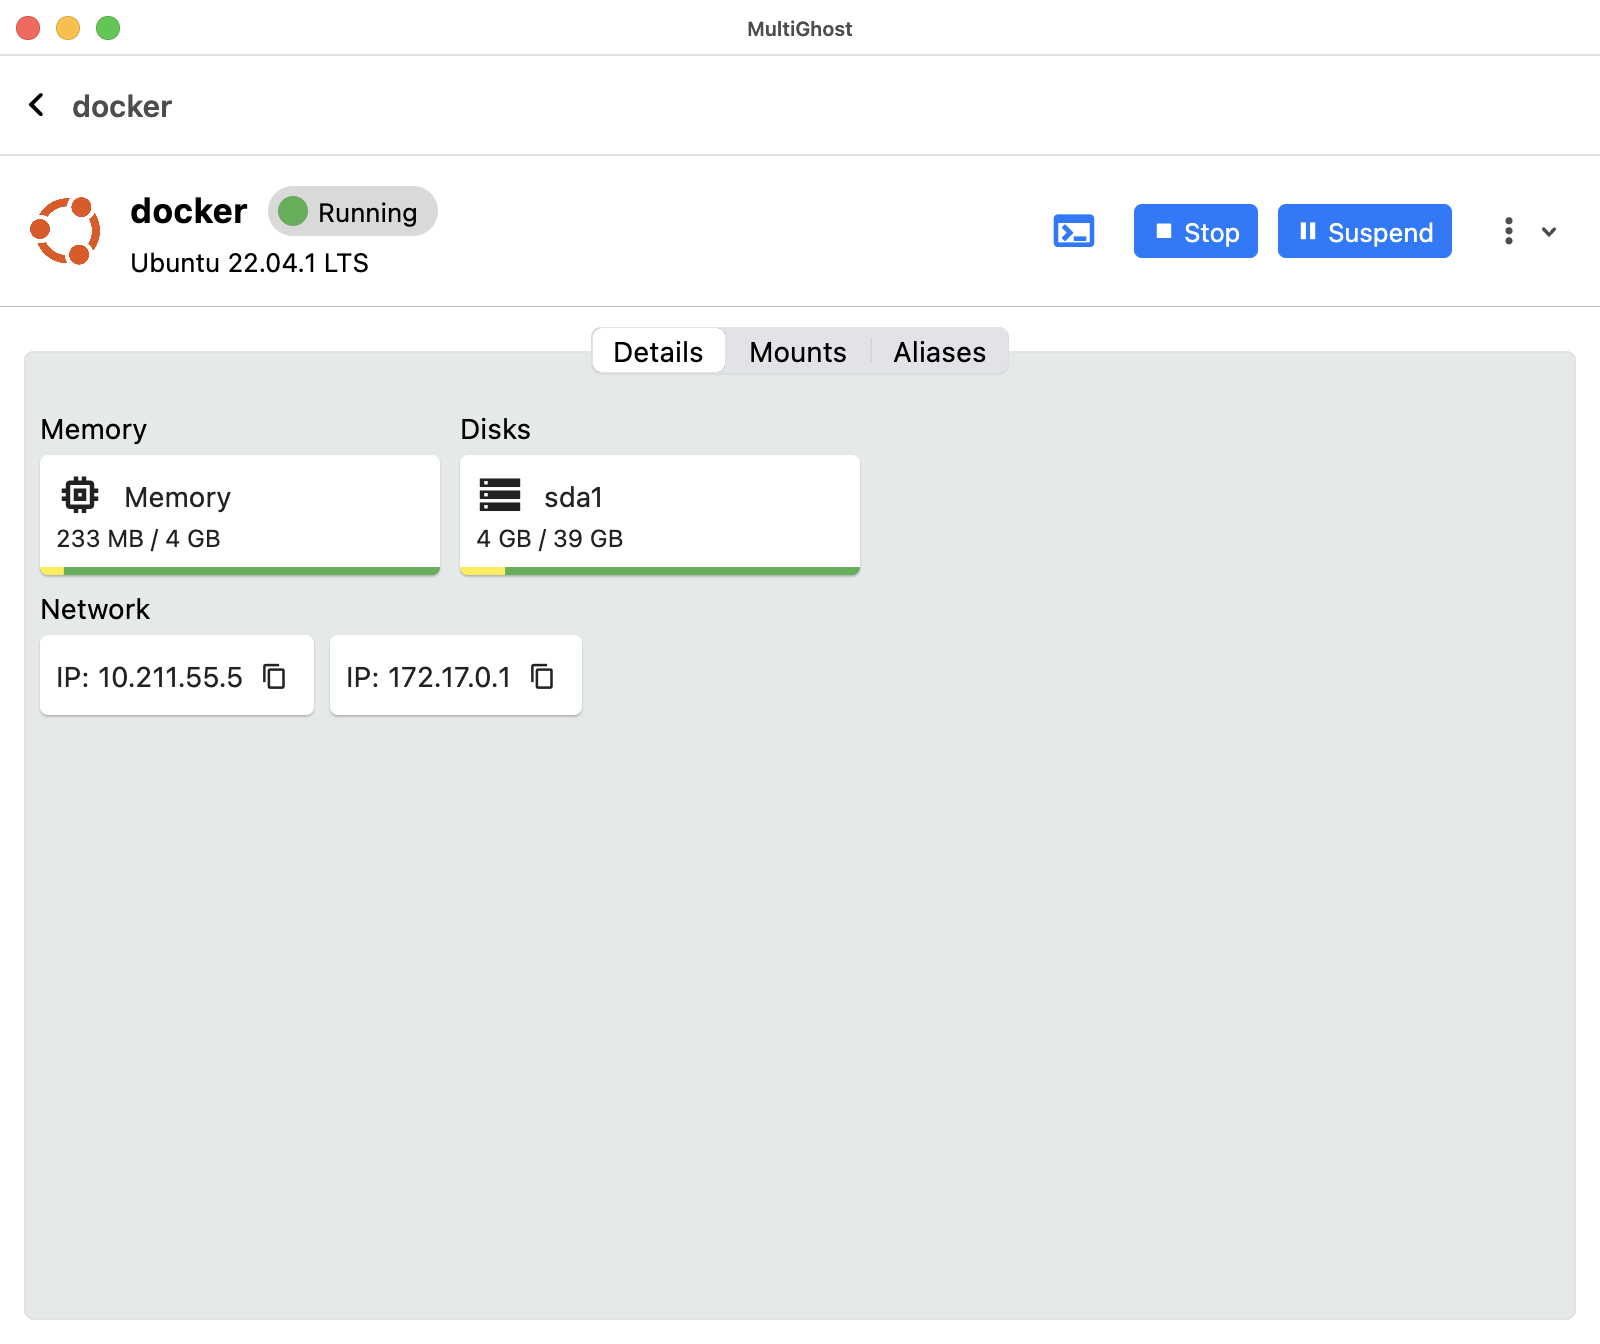 MultiGhost
docker
docker
Running
Ubuntu 22.04.1 LTS
Stop
Suspend
Details
Mounts
Aliases
Memory
Disks
Memory
233 MB / 4 GB
sda1
4 GB / 39 GB
Network
IP: 10.211.55.5
IP: 172.17.0.1